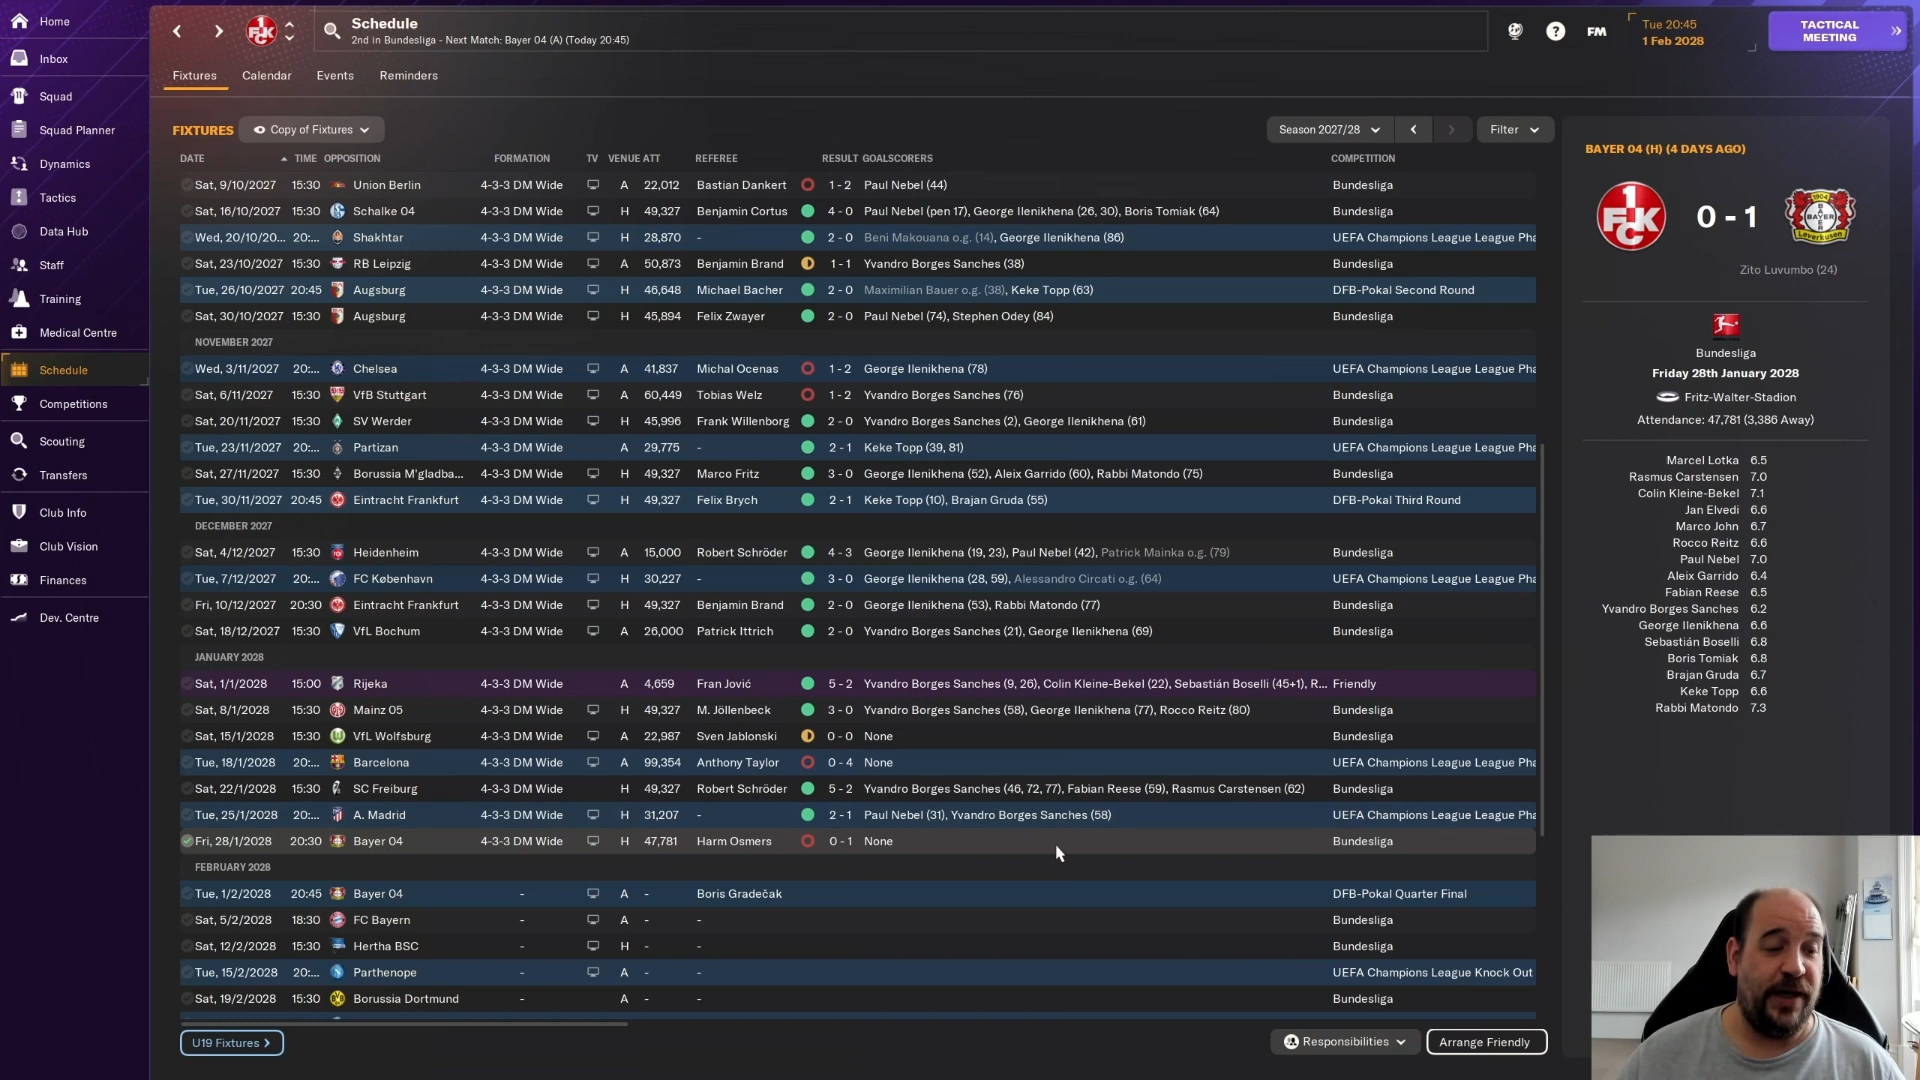 Home
Inbox
Squad
Squad Planner
Dynamics
Tactics
Data Hub
Staff
Training
Medical Centre
Schedule
Competitions
Scouting
Transfers
Club Info
Club Vision
Finances
Dev. Centre
Schedule
2nd in Bundesliga - Next Match: Bayer 04 (A) (Today 20:45)
FM
Tue 20:45
1 Feb 2028
TACTICAL MEETING
Fixtures Calendar Events Reminders
FIXTURES Copy of Fixtures Season 2027/28 Filter
DATE TIME OPPOSITION FORMATION TV VENUE ATT REFEREE RESULT GOALSCORERS COMPETITION
Sat, 9/10/2027 15:30 Union Berlin 4-3-3 DM Wide A 22,012 Bastian Dankert 1 - 2 Paul Nebel (44) Bundesliga
Sat, 16/10/2027 15:30 Schalke 04 4-3-3 DM Wide H 49,327 Benjamin Cortus 4 - 0 Paul Nebel (pen 17), George Ilenikhena (26, 30), Boris Tomiak (64) Bundesliga
Wed, 20/10/20... 20:... Shakhtar 4-3-3 DM Wide H 28,870 - 2 - 0 Beni Makouana o.g. (14), George Ilenikhena (86) UEFA Champions League League Pha
Sat, 23/10/2027 15:30 RB Leipzig 4-3-3 DM Wide A 50,873 Benjamin Brand 1 - 1 Yvandro Borges Sanches (38) Bundesliga
Tue, 26/10/2027 20:45 Augsburg 4-3-3 DM Wide H 46,648 Michael Bacher 2 - 0 Maximilian Bauer o.g. (38), Keke Topp (63) DFB-Pokal Second Round
Sat, 30/10/2027 15:30 Augsburg 4-3-3 DM Wide H 45,894 Felix Zwayer 2 - 0 Paul Nebel (74), Stephen Odey (84) Bundesliga
NOVEMBER 2027
Wed, 3/11/2027 20:... Chelsea 4-3-3 DM Wide A 41,837 Michal Ocenas 1 - 2 George Ilenikhena (78) UEFA Champions League League Pha
Sat, 6/11/2027 15:30 VfB Stuttgart 4-3-3 DM Wide A 60,449 Tobias Welz 1 - 2 Yvandro Borges Sanches (76) Bundesliga
Sat, 20/11/2027 15:30 SV Werder 4-3-3 DM Wide H 45,996 Frank Willenborg 2 - 0 Yvandro Borges Sanches (2), George Ilenikhena (61) Bundesliga
Tue, 23/11/2027 20:... Partizan 4-3-3 DM Wide A 29,775 - 2 - 1 Keke Topp (39, 81) UEFA Champions League League Pha
Sat, 27/11/2027 15:30 Borussia M'gladba... 4-3-3 DM Wide H 49,327 Marco Fritz 3 - 0 George Ilenikhena (52), Aleix Garrido (60), Rabbi Matondo (75) Bundesliga
Tue, 30/11/2027 20:45 Eintracht Frankfurt 4-3-3 DM Wide H 49,327 Felix Brych 2 - 1 Keke Topp (10), Brajan Gruda (55) DFB-Pokal Third Round
DECEMBER 2027
Sat, 4/12/2027 15:30 Heidenheim 4-3-3 DM Wide A 15,000 Robert Schröder 4 - 3 George Ilenikhena (19, 23), Paul Nebel (42), Patrick Mainka o.g. (79) Bundesliga
Tue, 7/12/2027 20:... FC København 4-3-3 DM Wide H 30,227 - 3 - 0 George Ilenikhena (28, 59), Alessandro Circati o.g. (64) UEFA Champions League League Pha
Fri, 10/12/2027 20:30 Eintracht Frankfurt 4-3-3 DM Wide H 49,327 Benjamin Brand 2 - 0 George Ilenikhena (53), Rabbi Matondo (77) Bundesliga
Sat, 18/12/2027 15:30 VfL Bochum 4-3-3 DM Wide A 26,000 Patrick Ittrich 2 - 0 Yvandro Borges Sanches (21), George Ilenikhena (69) Bundesliga
JANUARY 2028
Sat, 1/1/2028 15:00 Rijeka 4-3-3 DM Wide A 4,659 Fran Jović 5 - 2 Yvandro Borges Sanches (9, 26), Colin Kleine-Bekel (22), Sebastián Boselli (45+1), R... Friendly
Sat, 8/1/2028 15:30 Mainz 05 4-3-3 DM Wide H 49,327 M. Jöllenbeck 3 - 0 Yvandro Borges Sanches (58), George Ilenikhena (77), Rocco Reitz (80) Bundesliga
Sat, 15/1/2028 15:30 VfL Wolfsburg 4-3-3 DM Wide A 22,987 Sven Jablonski 0 - 0 None Bundesliga
Tue, 18/1/2028 20:... Barcelona 4-3-3 DM Wide A 99,354 Anthony Taylor 0 - 4 None UEFA Champions League League Pha
Sat, 22/1/2028 15:30 SC Freiburg 4-3-3 DM Wide H 49,327 Robert Schröder 5 - 2 Yvandro Borges Sanches (46, 72, 77), Fabian Reese (59), Rasmus Carstensen (62) Bundesliga
Tue, 25/1/2028 20:... A. Madrid 4-3-3 DM Wide H 31,207 - 2 - 1 Paul Nebel (31), Yvandro Borges Sanches (58) UEFA Champions League League Pha
Fri, 28/1/2028 20:30 Bayer 04 4-3-3 DM Wide H 47,781 Harm Osmers 0 - 1 None Bundesliga
FEBRUARY 2028
Tue, 1/2/2028 20:45 Bayer 04 - A - Boris Gradečak DFB-Pokal Quarter Final
Sat, 5/2/2028 18:30 FC Bayern - A - - Bundesliga
Sat, 12/2/2028 15:30 Hertha BSC - H - - Bundesliga
Tue, 15/2/2028 20:... Parthenope - A - - UEFA Champions League Knock Out
Sat, 19/2/2028 15:30 Borussia Dortmund - A - - Bundesliga
U19 Fixtures
Responsibilities
Arrange Friendly
BAYER 04 (H) (4 DAYS AGO)
0 - 1
Zito Luvumbo (24)
Bundesliga
Friday 28th January 2028
Fritz-Walter-Stadion
Attendance: 47,781 (3,386 Away)
Marcel Lotka 6.5
Rasmus Carstensen 7.0
Colin Kleine-Bekel 7.1
Jan Elvedi 6.6
Marco John 6.7
Rocco Reitz 6.6
Paul Nebel 7.0
Aleix Garrido 6.4
Fabian Reese 6.5
Yvandro Borges Sanches 6.2
George Ilenikhena 6.6
Sebastián Boselli 6.8
Boris Tomiak 6.8
Brajan Gruda 6.7
Keke Topp 6.6
Rabbi Matondo 7.3